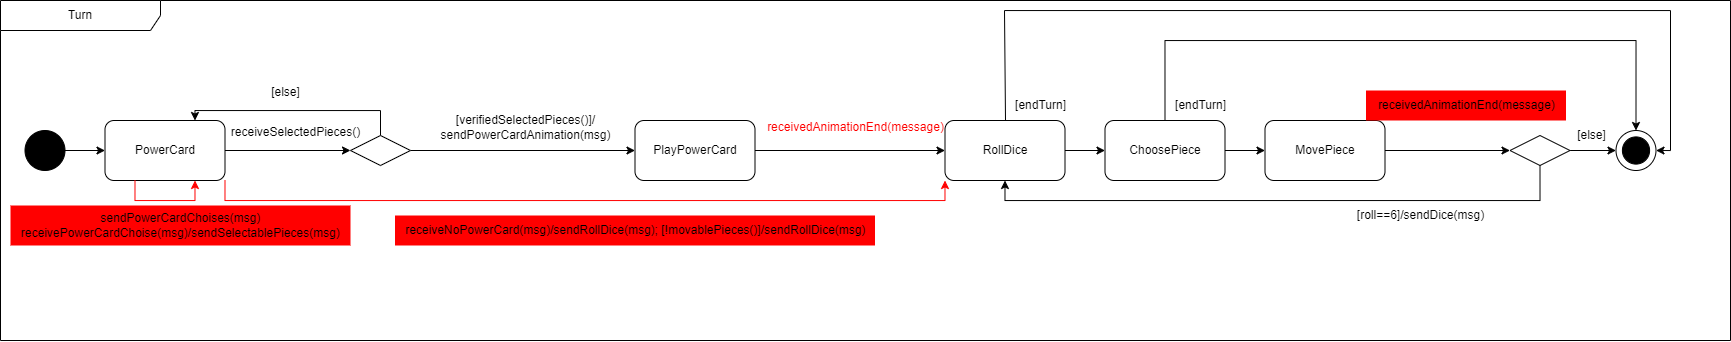 Turn
[else]
receiveSelectedPieces()
PowerCard
[verifiedSelectedPieces()]/
sendPowerCardAnimation(msg)
PlayPowerCard
receivedAnimationEnd(message)
RollDice
[endTurn]
ChoosePiece
[endTurn]
MovePiece
receivedAnimationEnd(message)
[else]
sendPowerCardChoises(msg)
receivePowerCardChoise(msg)/sendSelectablePieces(msg)
receiveNoPowerCard(msg)/sendRollDice(msg); [!movablePieces()]/sendRollDice(msg)
[roll==6]/sendDice(msg)